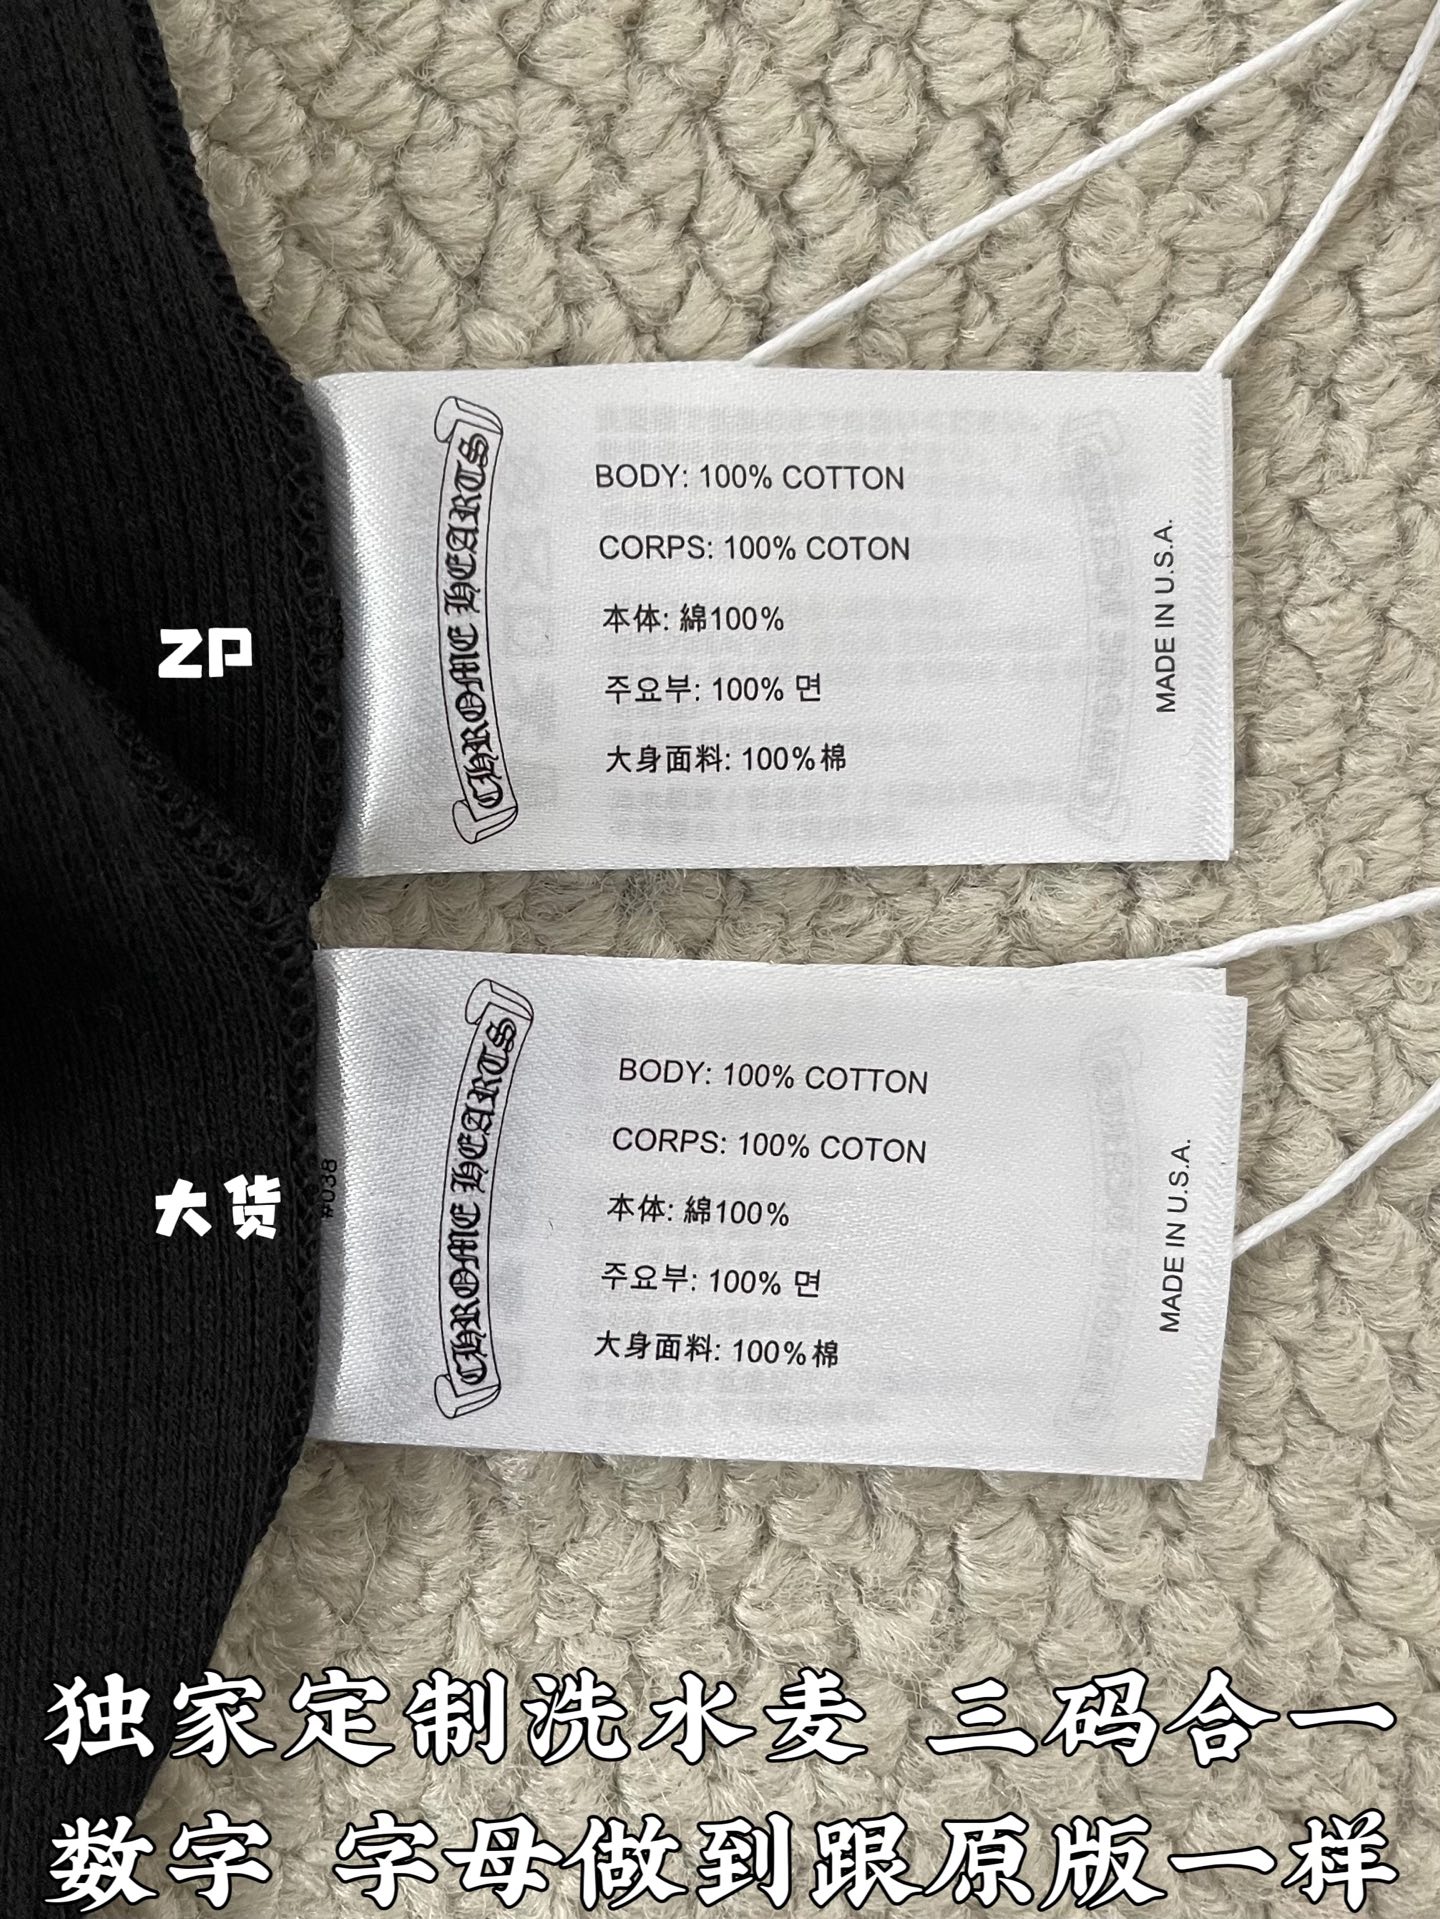 CHROME HEARTS
BODY: 100% COTTON
CORPS: 100% COTON
本体: 綿100%
주요부: 100% 면
大身面料: 100%棉
MADE IN U.S.A.
ZP
CHROME HEARTS
BODY: 100% COTTON
CORPS: 100% COTON
本体: 綿100%
주요부: 100% 면
大身面料: 100%棉
MADE IN U.S.A.
大货
#038
独家定制洗水麦 三码合一
数字 字母做到跟原版一样